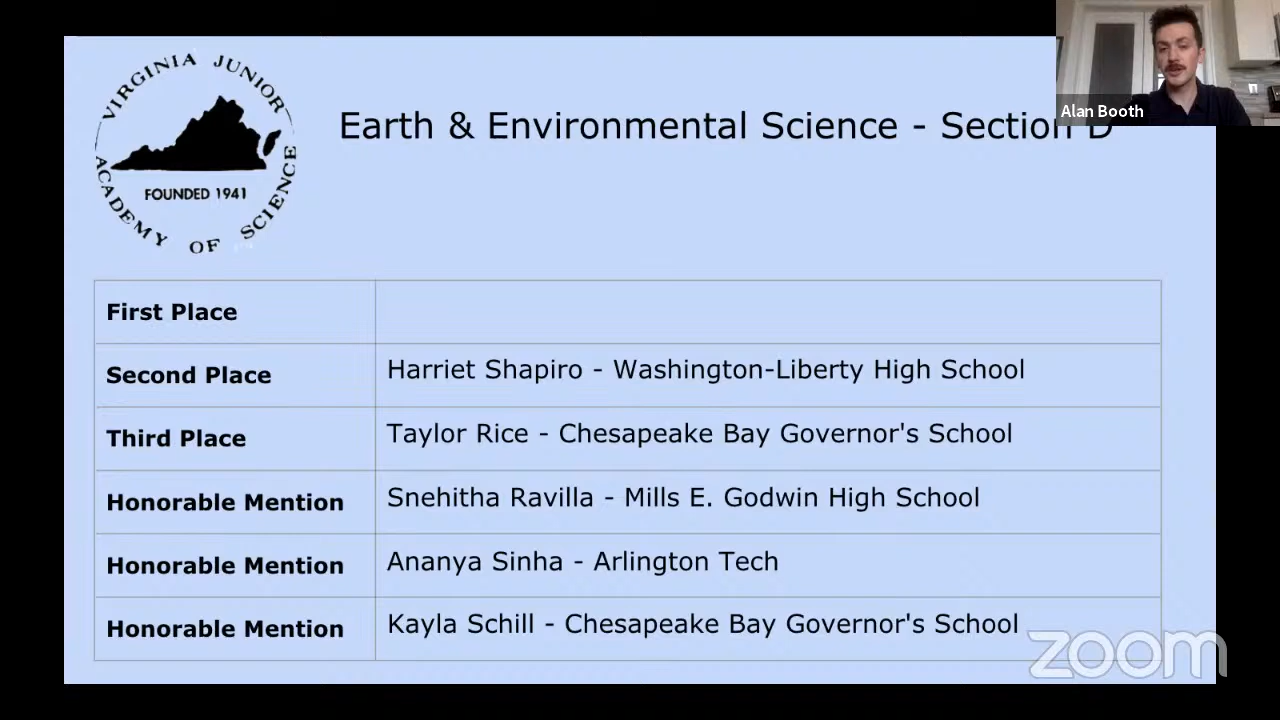 VIRGINIA JUNIOR
ACADEMY OF SCIENCE
FOUNDED 1941
Alan Booth
Earth & Environmental Science - Section D
First Place
Second Place Harriet Shapiro - Washington-Liberty High School
Third Place Taylor Rice - Chesapeake Bay Governor's School
Honorable Mention Snehitha Ravilla - Mills E. Godwin High School
Honorable Mention Ananya Sinha - Arlington Tech
Honorable Mention Kayla Schill - Chesapeake Bay Governor's School
zoom